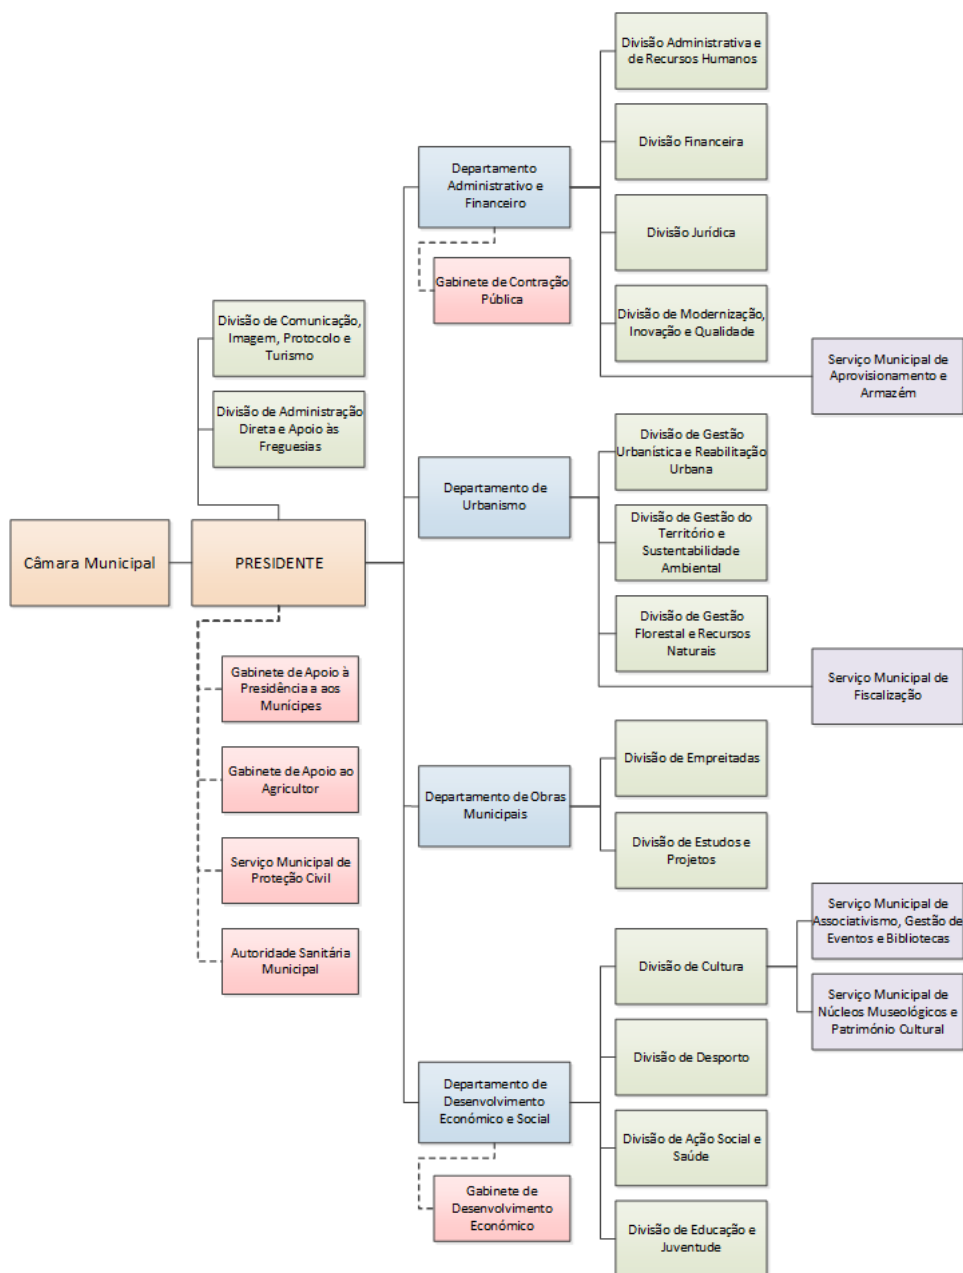 Divisão Administrativa e
de Recursos Humanos
Divisão Financeira
Departamento
Administrativo e
Financeiro
Divisão Jurídica
Gabinete de Contração
Pública
Divisão de Modernização,
Inovação e Qualidade
Divisão de Comunicação,
Imagem, Protocolo e
Turismo
Serviço Municipal de
Aprovisionamento e
Armazém
Divisão de Administração
Direta e Apoio às
Freguesias
Divisão de Gestão
Urbanística e Reabilitação
Urbana
Departamento de
Urbanismo
Divisão de Gestão do
Território e
Sustentabilidade
Ambiental
Câmara Municipal
PRESIDENTE
Divisão de Gestão
Florestal e Recursos
Naturais
Gabinete de Apoio à
Presidência a aos
Munícipes
Serviço Municipal de
Fiscalização
Gabinete de Apoio ao
Agricultor
Divisão de Empreitadas
Departamento de Obras
Municipais
Serviço Municipal de
Proteção Civil
Divisão de Estudos e
Projetos
Autoridade Sanitária
Municipal
Serviço Municipal de
Associativismo, Gestão de
Eventos e Bibliotecas
Divisão de Cultura
Serviço Municipal de
Núcleos Museológicos e
Património Cultural
Divisão de Desporto
Departamento de
Desenvolvimento
Económico e Social
Divisão de Ação Social e
Saúde
Gabinete de
Desenvolvimento
Económico
Divisão de Educação e
Juventude